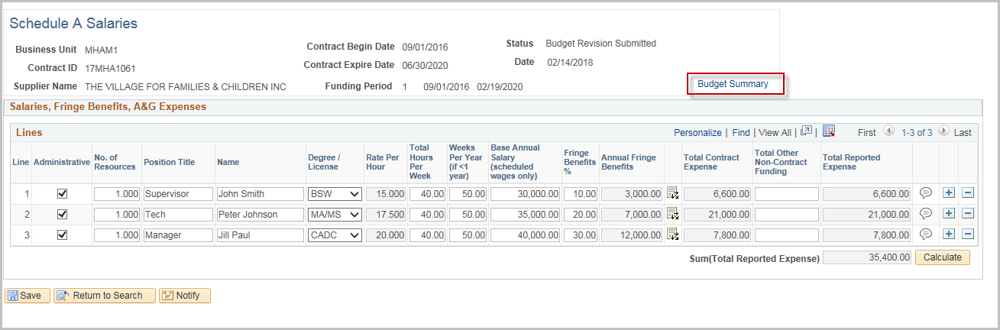 Schedule A Salaries
Business Unit MHAM1 Contract Begin Date 09/01/2016 Status Budget Revision Submitted
Contract ID 17MHA1061 Contract Expire Date 06/30/2020 Date 02/14/2018
Supplier Name THE VILLAGE FOR FAMILIES & CHILDREN INC Funding Period 1 09/01/2016 02/19/2020 Budget Summary
Salaries, Fringe Benefits, A&G Expenses
Lines Personalize | Find | View All | | First 1-3 of 3 Last
Line Administrative No. of Resources Position Title Name Degree / License Rate Per Hour Total Hours Per Week Weeks Per Year (if <1 year) Base Annual Salary (scheduled wages only) Fringe Benefits % Annual Fringe Benefits Total Contract Expense Total Other Non-Contract Funding Total Reported Expense
1 1.000 Supervisor John Smith BSW 15.000 40.00 50.00 30,000.00 10.00 3,000.00 6,600.00 6,600.00
2 1.000 Tech Peter Johnson MA/MS 17.500 40.00 50.00 35,000.00 20.00 7,000.00 21,000.00 21,000.00
3 1.000 Manager Jill Paul CADC 20.000 40.00 50.00 40,000.00 30.00 12,000.00 7,800.00 7,800.00
Sum(Total Reported Expense) 35,400.00 Calculate
Save Return to Search Notify